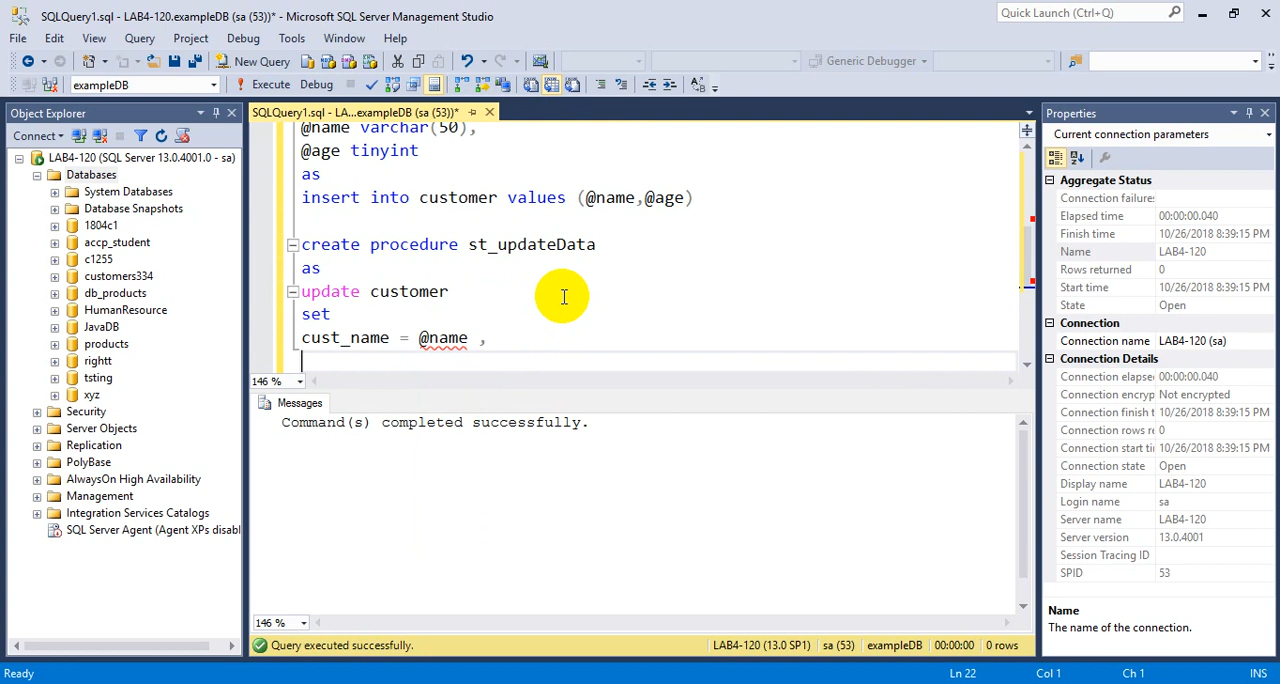 SQLQuery1.sql - LAB4-120.exampleDB (sa (53))* - Microsoft SQL Server Management Studio
Quick Launch (Ctrl+Q)
File Edit View Query Project Debug Tools Window Help
New Query
Generic Debugger
exampleDB
Execute Debug
Object Explorer
SQLQuery1.sql - LA...exampleDB (sa (53))*
Properties
Connect
LAB4-120 (SQL Server 13.0.4001.0 - sa)
Databases
System Databases
Database Snapshots
1804c1
accp_student
c1255
customers334
db_products
HumanResource
JavaDB
products
rightt
tsting
xyz
Security
Server Objects
Replication
PolyBase
AlwaysOn High Availability
Management
Integration Services Catalogs
SQL Server Agent (Agent XPs disabl
@name varchar(50),
@age tinyint
as
insert into customer values (@name,@age)
create procedure st_updateData
as
update customer
set
cust_name = @name ,
146 %
Messages
Command(s) completed successfully.
146 %
Query executed successfully.
LAB4-120 (13.0 SP1) sa (53) exampleDB 00:00:00 0 rows
Current connection parameters
Aggregate Status
Connection failures
Elapsed time 00:00:00.040
Finish time 10/26/2018 8:39:15 PM
Name LAB4-120
Rows returned 0
Start time 10/26/2018 8:39:15 PM
State Open
Connection
Connection name LAB4-120 (sa)
Connection Details
Connection elapse 00:00:00.040
Connection encryp Not encrypted
Connection finish t 10/26/2018 8:39:15 PM
Connection rows re 0
Connection start ti 10/26/2018 8:39:15 PM
Connection state Open
Display name LAB4-120
Login name sa
Server name LAB4-120
Server version 13.0.4001
Session Tracing ID
SPID 53
Name
The name of the connection.
Ready
Ln 22 Col 1 Ch 1 INS